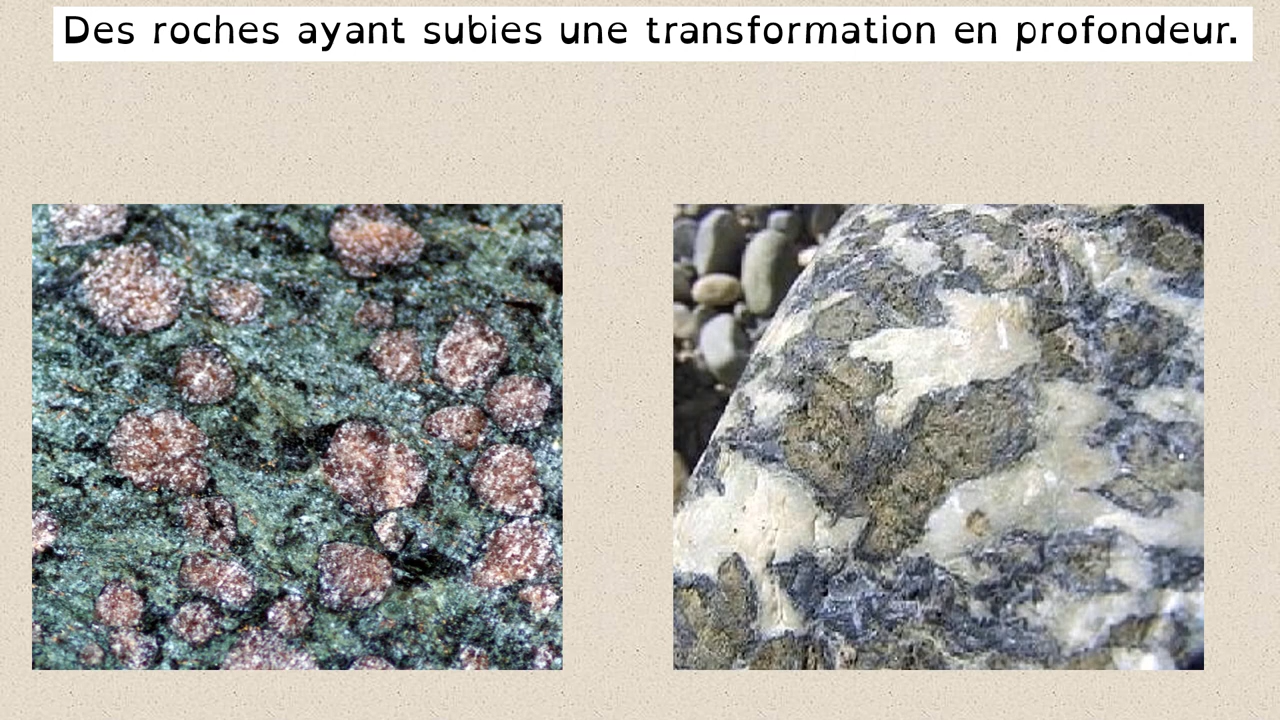 Des roches ayant subies une transformation en profondeur.